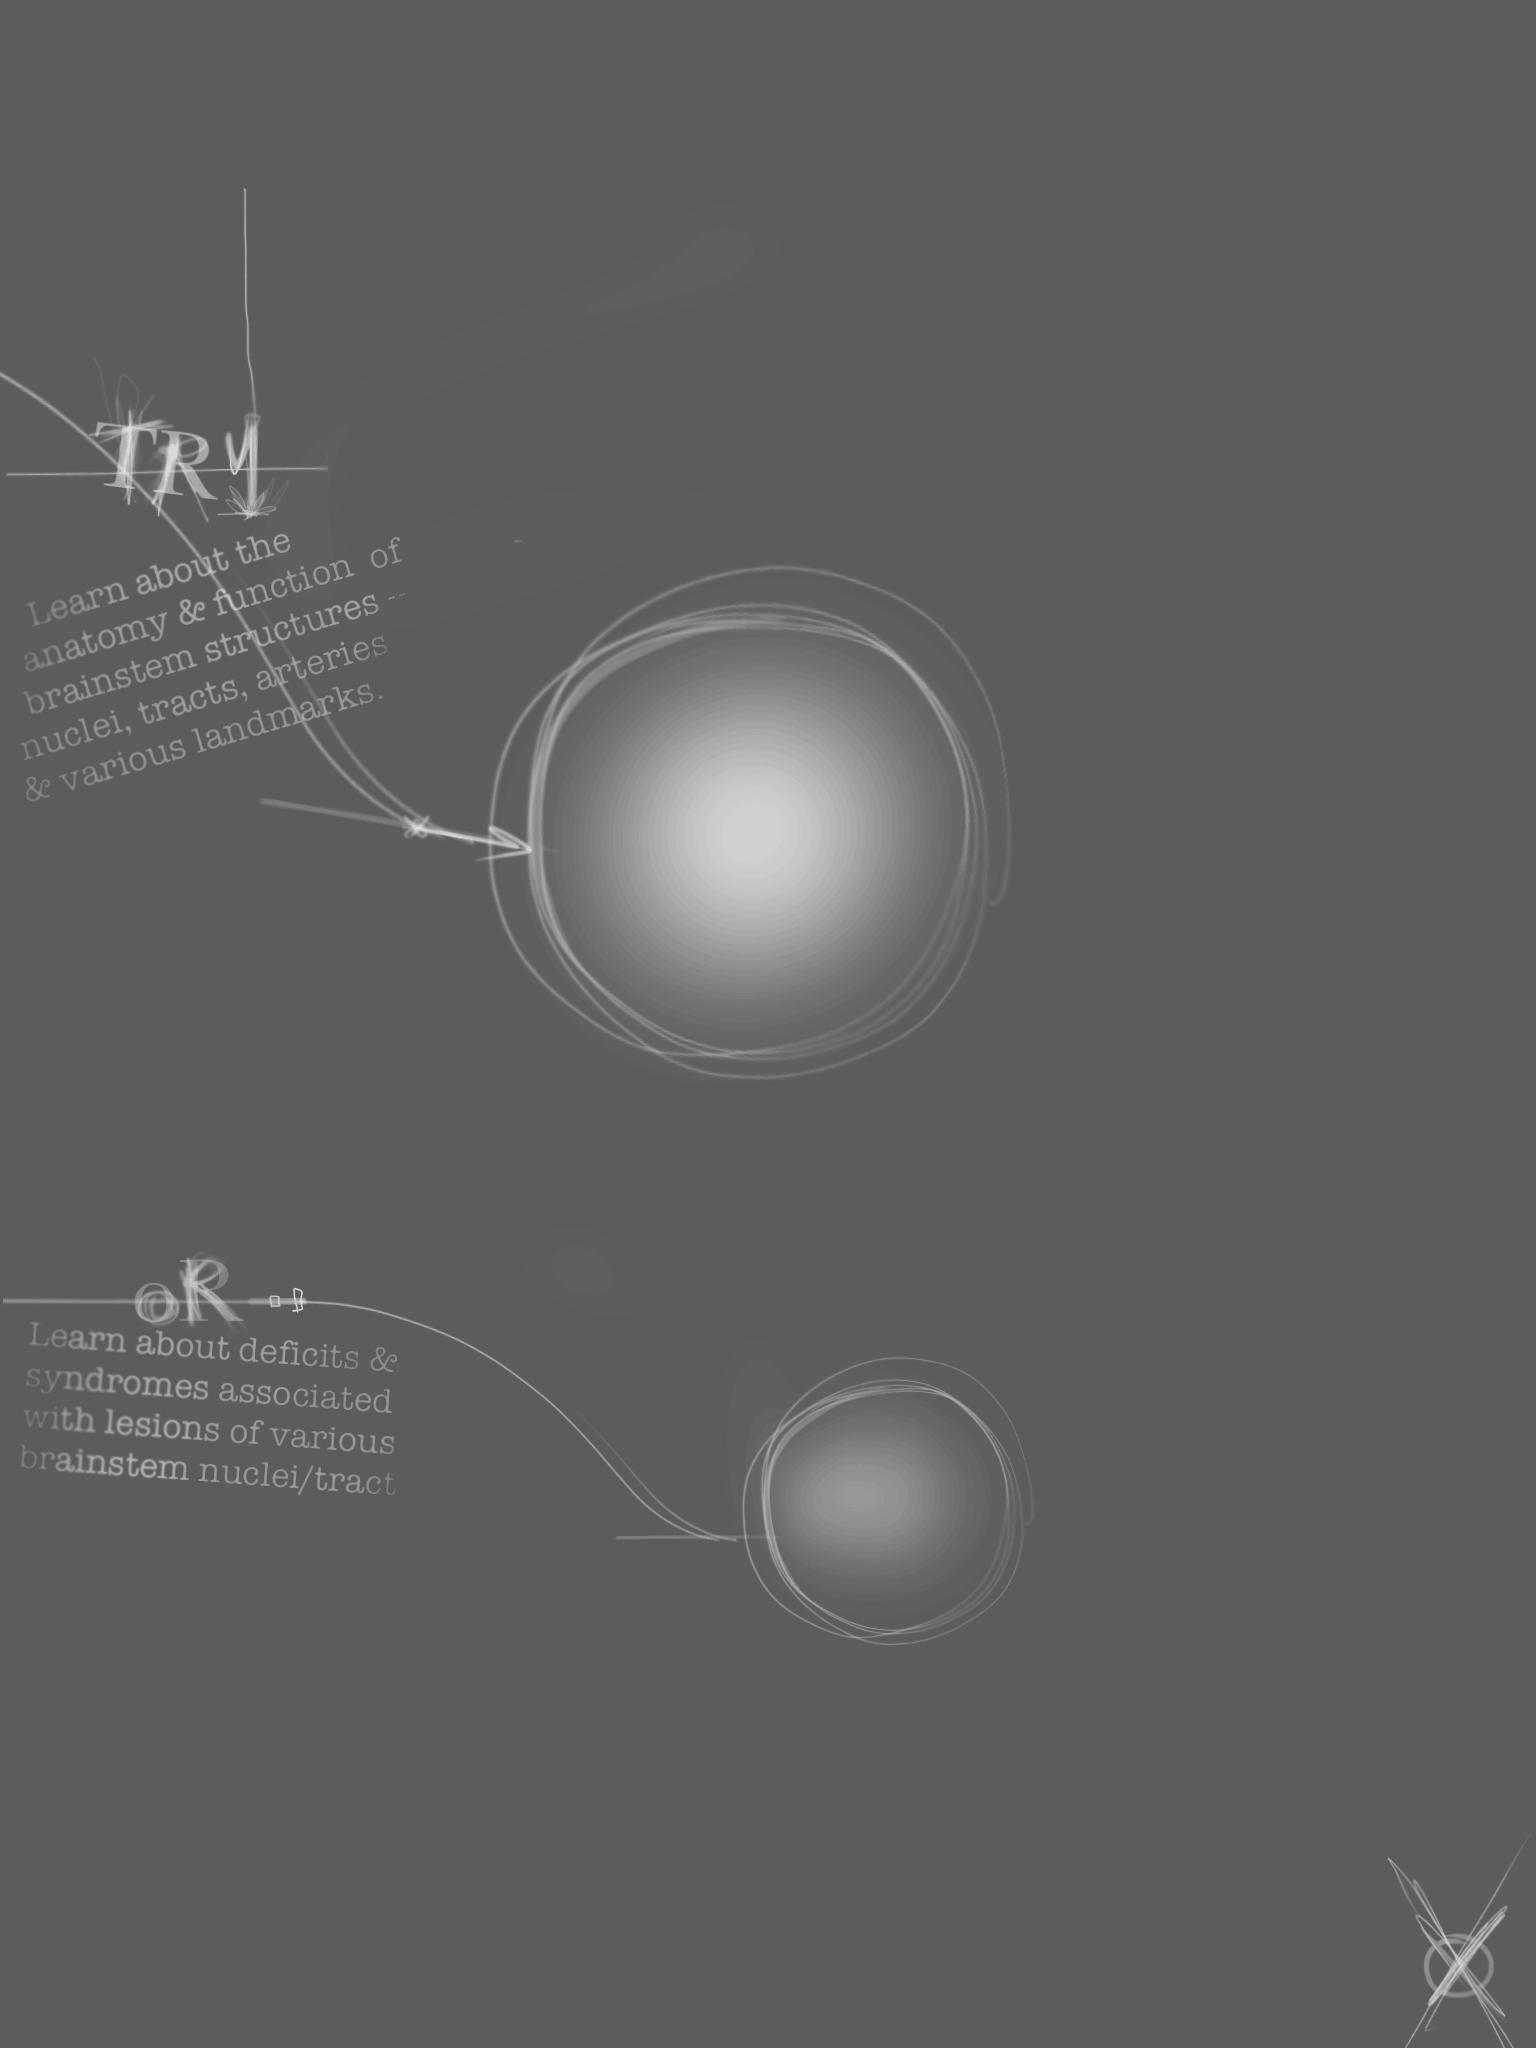 TRY
Learn about the
anatomy & function of
brainstem structures --
nuclei, tracts, arteries
& various landmarks.
oR
Learn about deficits &
syndromes associated
with lesions of various
brainstem nuclei/tract